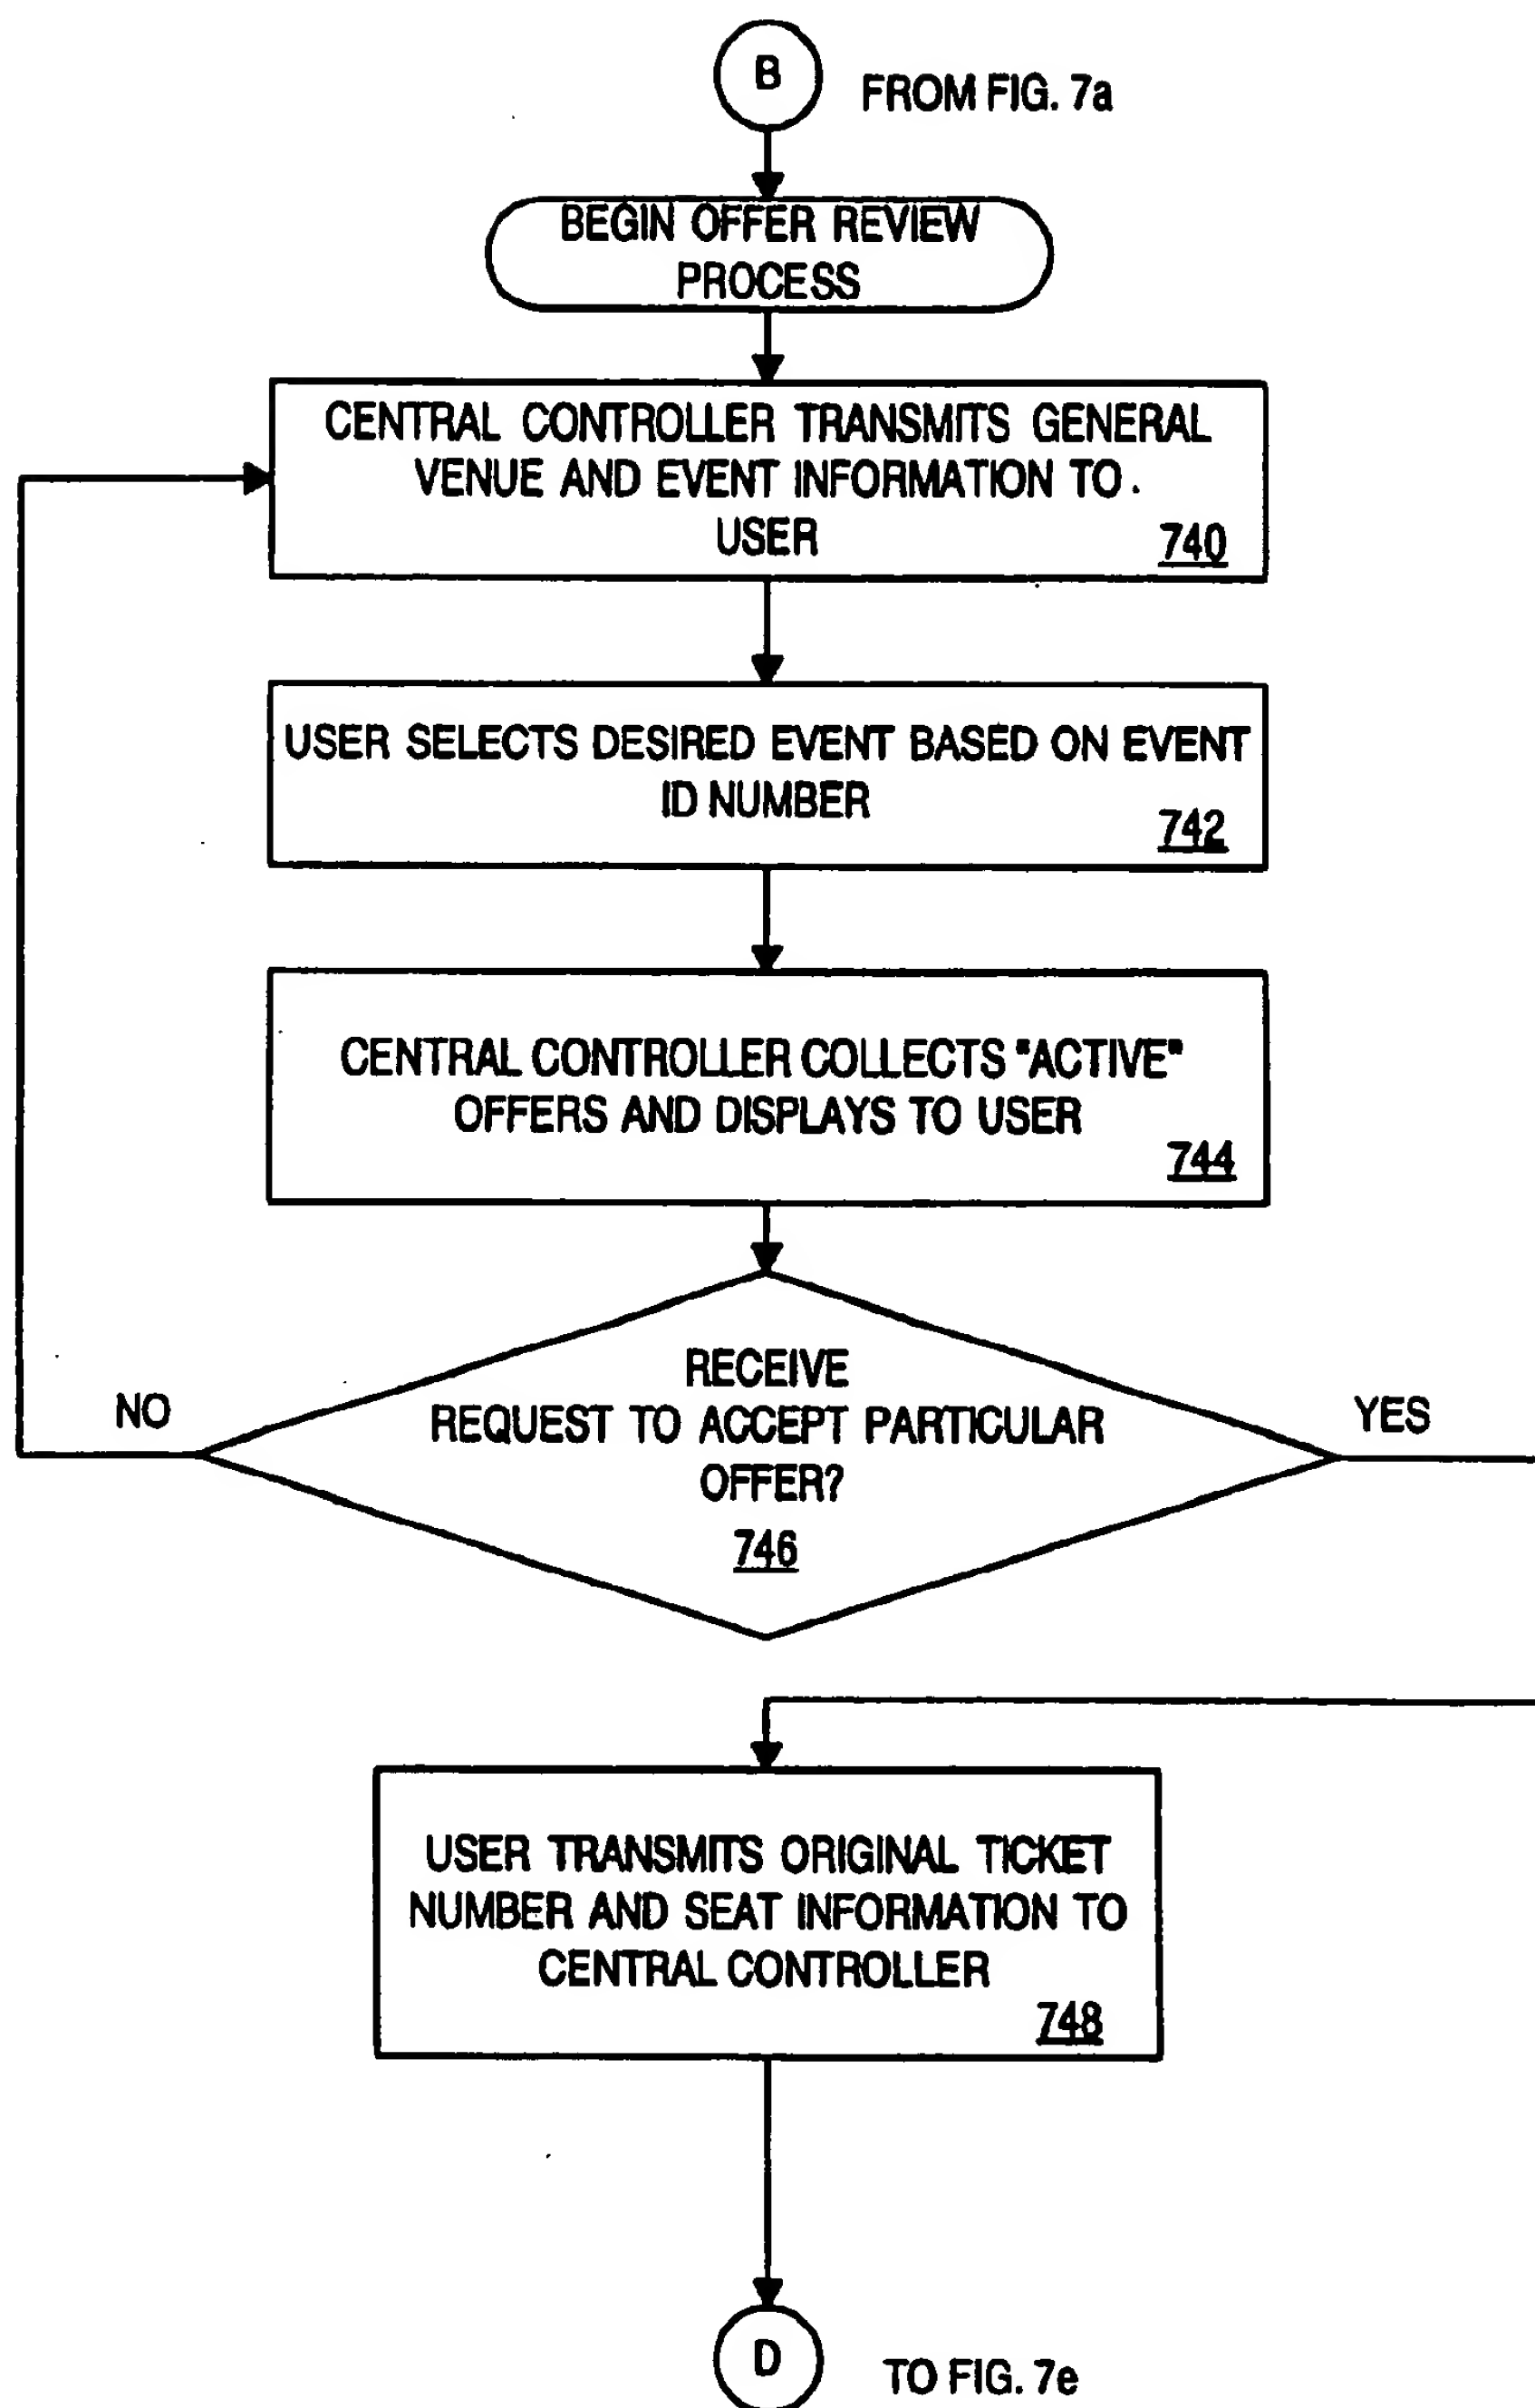 B
FROM FIG. 7a
BEGIN OFFER REVIEW
PROCESS
CENTRAL CONTROLLER TRANSMITS GENERAL
VENUE AND EVENT INFORMATION TO
USER
740
USER SELECTS DESIRED EVENT BASED ON EVENT
ID NUMBER
742
CENTRAL CONTROLLER COLLECTS "ACTIVE"
OFFERS AND DISPLAYS TO USER
744
RECEIVE
REQUEST TO ACCEPT PARTICULAR
OFFER?
746
NO
YES
USER TRANSMITS ORIGINAL TICKET
NUMBER AND SEAT INFORMATION TO
CENTRAL CONTROLLER
748
D
TO FIG. 7e